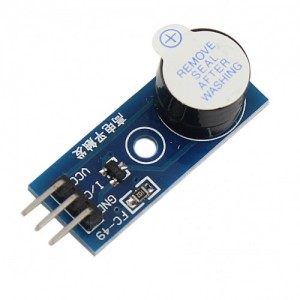 +
REMOVE
SEAL
AFTER
WASHING
高电平触发
VCC
I/O
GND
FC-49